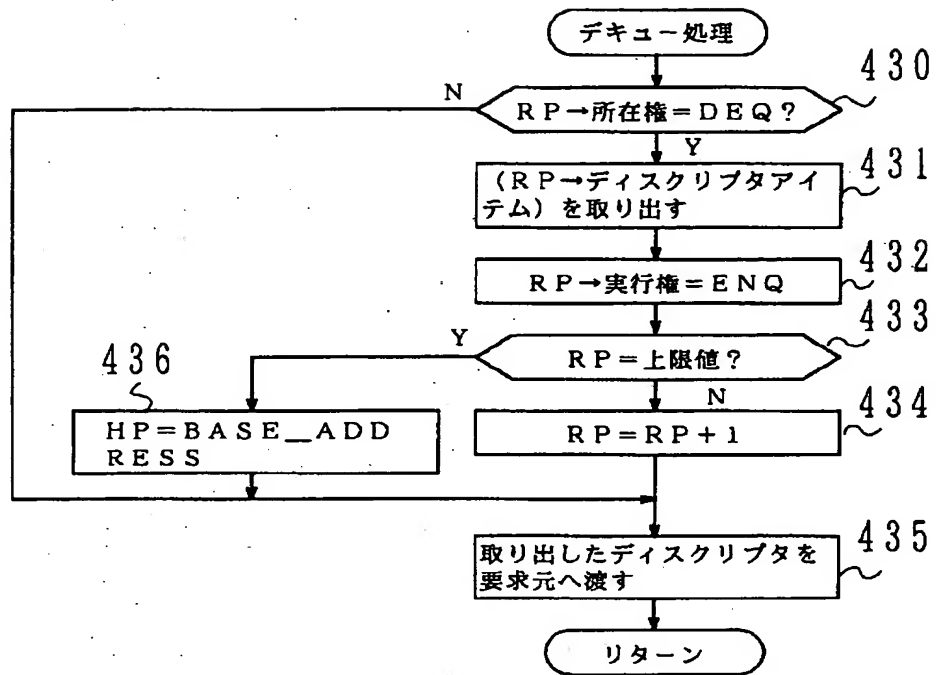 デキュー処理
430
N
RP→所在権=DEQ?
Y
431
(RP→ディスクリプタアイ
テム)を取り出す
432
RP→実行権=ENQ
433
Y
RP=上限値?
436
N
434
HP=BASE__ADD
RESS
RP=RP+1
435
取り出したディスクリプタを
要求元へ渡す
リターン